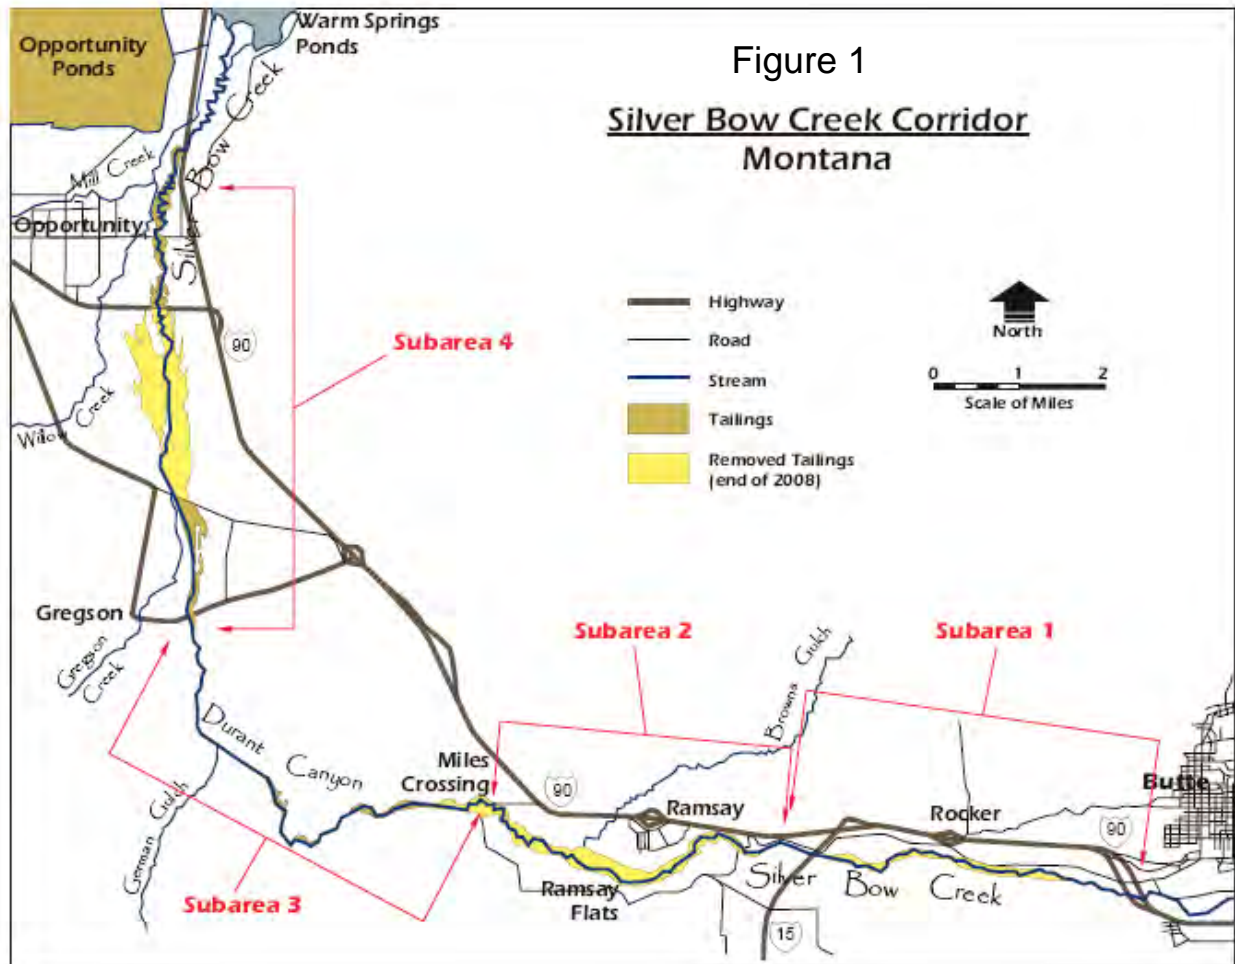 Figure 1
Silver Bow Creek Corridor
Montana
Opportunity
Ponds
Warm Springs
Ponds
Mill Creek
Silver Bow Creek
Opportunity
90
Subarea 4
Willow Creek
Highway
Road
Stream
Tailings
Removed Tailings
(end of 2008)
North
0 1 2
Scale of Miles
Gregson
Gregson
Creek
Durant Canyon
German Gulch
Subarea 3
Miles
Crossing
90
Subarea 2
Browns Gulch
Subarea 1
Ramsay
Rocker
Butte
90
Ramsay
Flats
Silver Bow Creek
15